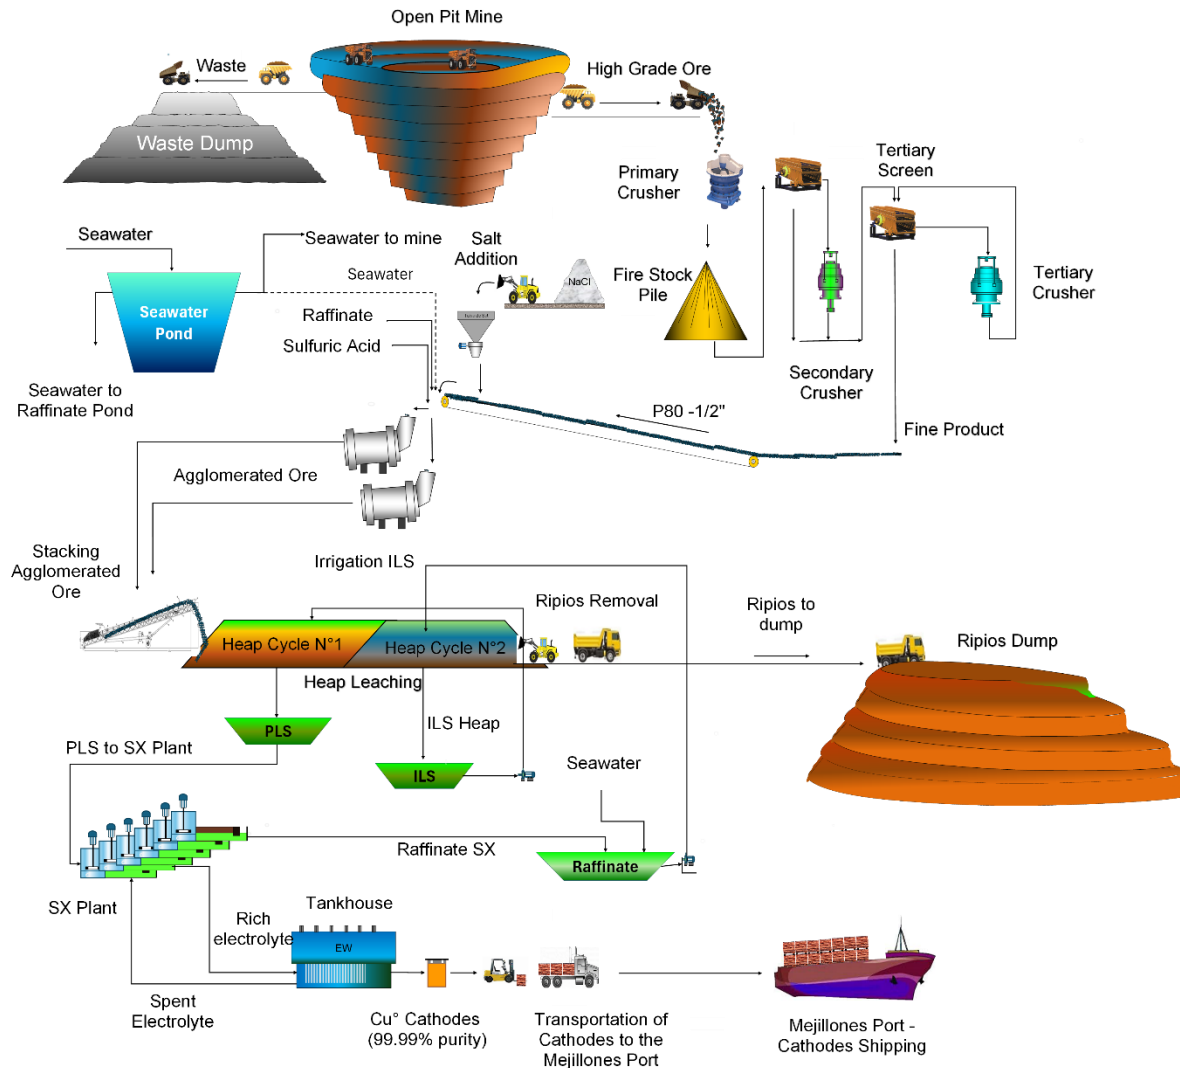 Open Pit Mine
Waste
High Grade Ore
Waste Dump
Primary
Crusher
Tertiary
Screen
Seawater
Seawater to mine
Salt
Addition
Seawater
NaCl
Fire Stock
Pile
Tertiary
Crusher
Seawater
Pond
Raffinate
Sulfuric Acid
Secondary
Crusher
Seawater to
Raffinate Pond
P80 -1/2"
Fine Product
Agglomerated Ore
Stacking
Agglomerated
Ore
Irrigation ILS
Ripios Removal
Ripios to
dump
Ripios Dump
Heap Cycle N°1
Heap Cycle N°2
Heap Leaching
PLS
ILS Heap
PLS to SX Plant
ILS
Seawater
Raffinate SX
Raffinate
SX Plant
Tankhouse
Rich
electrolyte
EW
Spent
Electrolyte
Cu° Cathodes
(99.99% purity)
Transportation of
Cathodes to the
Mejillones Port
Mejillones Port -
Cathodes Shipping